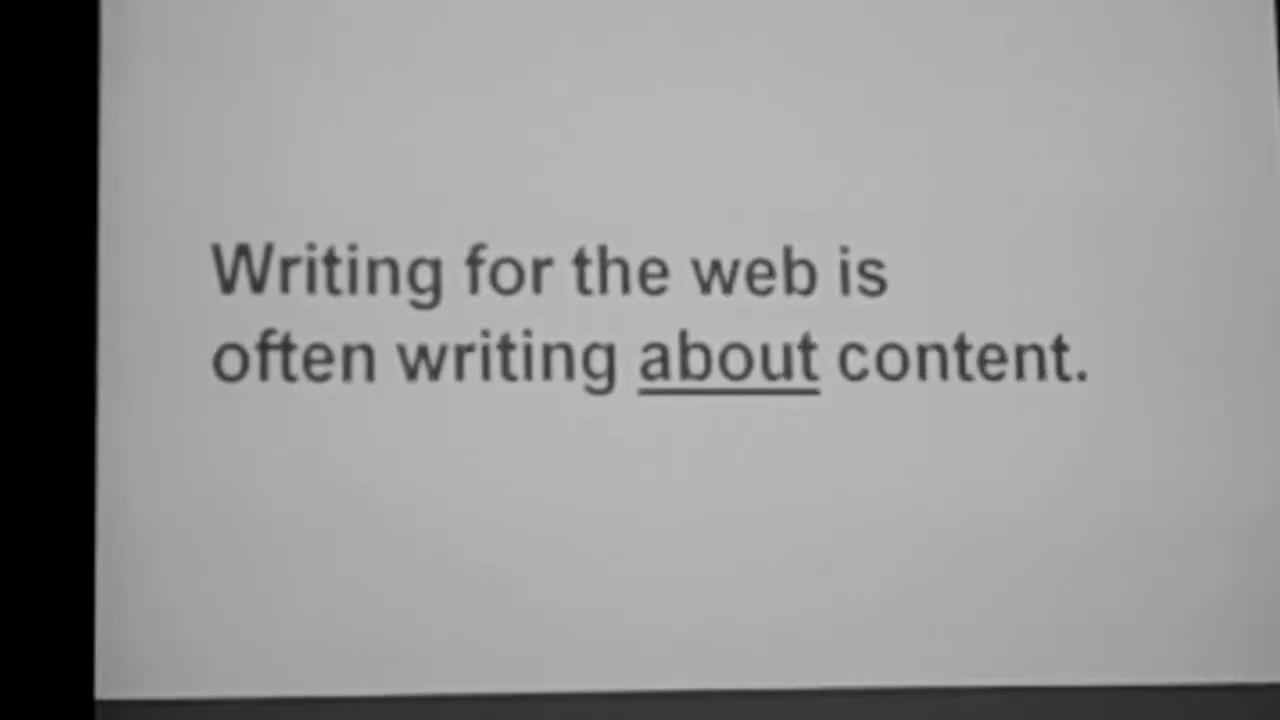 Writing for the web is
often writing about content.